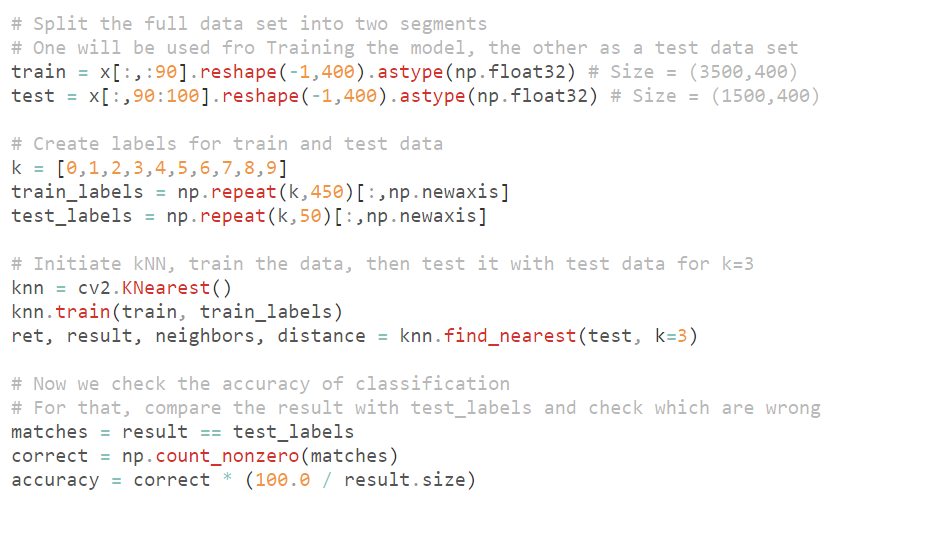 # Split the full data set into two segments
# One will be used fro Training the model, the other as a test data set
train = x[:,:90].reshape(-1,400).astype(np.float32) # Size = (3500,400)
test = x[:,90:100].reshape(-1,400).astype(np.float32) # Size = (1500,400)
# Create labels for train and test data
k = [0,1,2,3,4,5,6,7,8,9]
train_labels = np.repeat(k,450)[:,np.newaxis]
test_labels = np.repeat(k,50)[:,np.newaxis]
# Initiate kNN, train the data, then test it with test data for k=3
knn = cv2.KNearest()
knn.train(train, train_labels)
ret, result, neighbors, distance = knn.find_nearest(test, k=3)
# Now we check the accuracy of classification
# For that, compare the result with test_labels and check which are wrong
matches = result == test_labels
correct = np.count_nonzero(matches)
accuracy = correct * (100.0 / result.size)